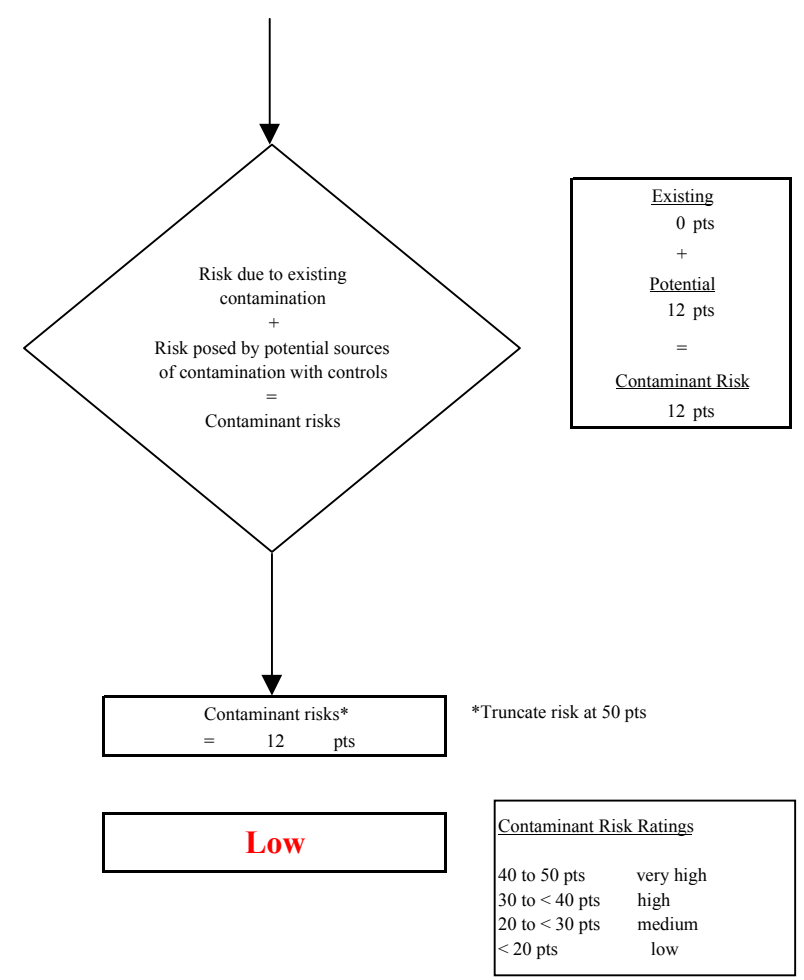 Risk due to existing
contamination
+
Risk posed by potential sources
of contamination with controls
=
Contaminant risks
Existing
0 pts
+
Potential
12 pts
=
Contaminant Risk
12 pts
Contaminant risks*
= 12 pts
*Truncate risk at 50 pts
Low
Contaminant Risk Ratings
40 to 50 pts very high
30 to < 40 pts high
20 to < 30 pts medium
< 20 pts low